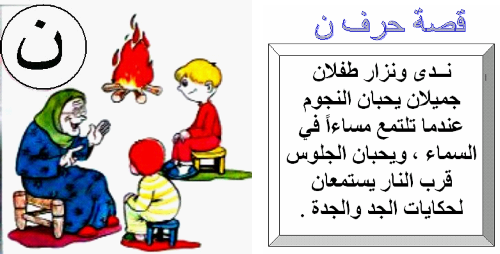 قصة حرف ن
ن
نــدى ونزار طفلان
جميلان يحبان النجوم
عندما تلتمع مساءاً في
السماء ، ويحبان الجلوس
قرب النار يستمعان
لحكايات الجد والجدة .